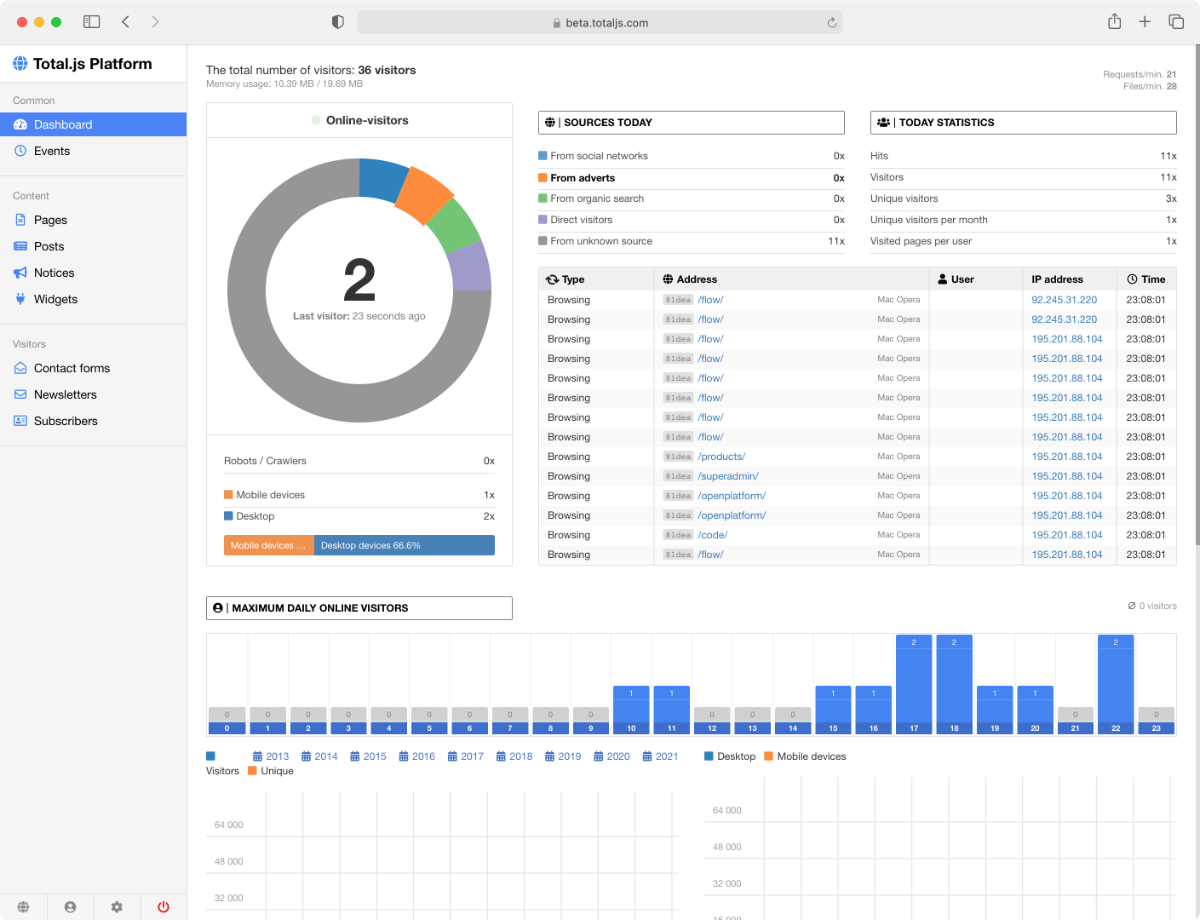 beta.totaljs.com
Total.js Platform
Common
Dashboard
Events
Content
Pages
Posts
Notices
Widgets
Visitors
Contact forms
Newsletters
Subscribers
The total number of visitors: 36 visitors
Memory usage: 10.39 MB / 19.69 MB
Requests/min. 21
Files/min. 28
Online-visitors
2
Last visitor: 23 seconds ago
Robots / Crawlers 0x
Mobile devices 1x
Desktop 2x
Mobile devices ... Desktop devices 66.6%
| SOURCES TODAY
From social networks 0x
From adverts 0x
From organic search 0x
Direct visitors 0x
From unknown source 11x
| TODAY STATISTICS
Hits 11x
Visitors 11x
Unique visitors 3x
Unique visitors per month 1x
Visited pages per user 1x
Type Address User IP address Time
Browsing 81dea /flow/ Mac Opera 92.245.31.220 23:08:01
Browsing 81dea /flow/ Mac Opera 92.245.31.220 23:08:01
Browsing 81dea /flow/ Mac Opera 195.201.88.104 23:08:01
Browsing 81dea /flow/ Mac Opera 195.201.88.104 23:08:01
Browsing 81dea /flow/ Mac Opera 195.201.88.104 23:08:01
Browsing 81dea /flow/ Mac Opera 195.201.88.104 23:08:01
Browsing 81dea /flow/ Mac Opera 195.201.88.104 23:08:01
Browsing 81dea /flow/ Mac Opera 195.201.88.104 23:08:01
Browsing 81dea /products/ Mac Opera 195.201.88.104 23:08:01
Browsing 81dea /superadmin/ Mac Opera 195.201.88.104 23:08:01
Browsing 81dea /openplatform/ Mac Opera 195.201.88.104 23:08:01
Browsing 81dea /openplatform/ Mac Opera 195.201.88.104 23:08:01
Browsing 81dea /code/ Mac Opera 195.201.88.104 23:08:01
Browsing 81dea /flow/ Mac Opera 195.201.88.104 23:08:01
| MAXIMUM DAILY ONLINE VISITORS
Ø 0 visitors
0 0 0 0 0 0 0 0 0 0 1 1 0 0 0 1 1 2 2 1 1 0 2 0
0 1 2 3 4 5 6 7 8 9 10 11 12 13 14 15 16 17 18 19 20 21 22 23
2013 2014 2015 2016 2017 2018 2019 2020 2021
Visitors Unique
64 000
48 000
32 000
Desktop Mobile devices
64 000
48 000
32 000
16 000